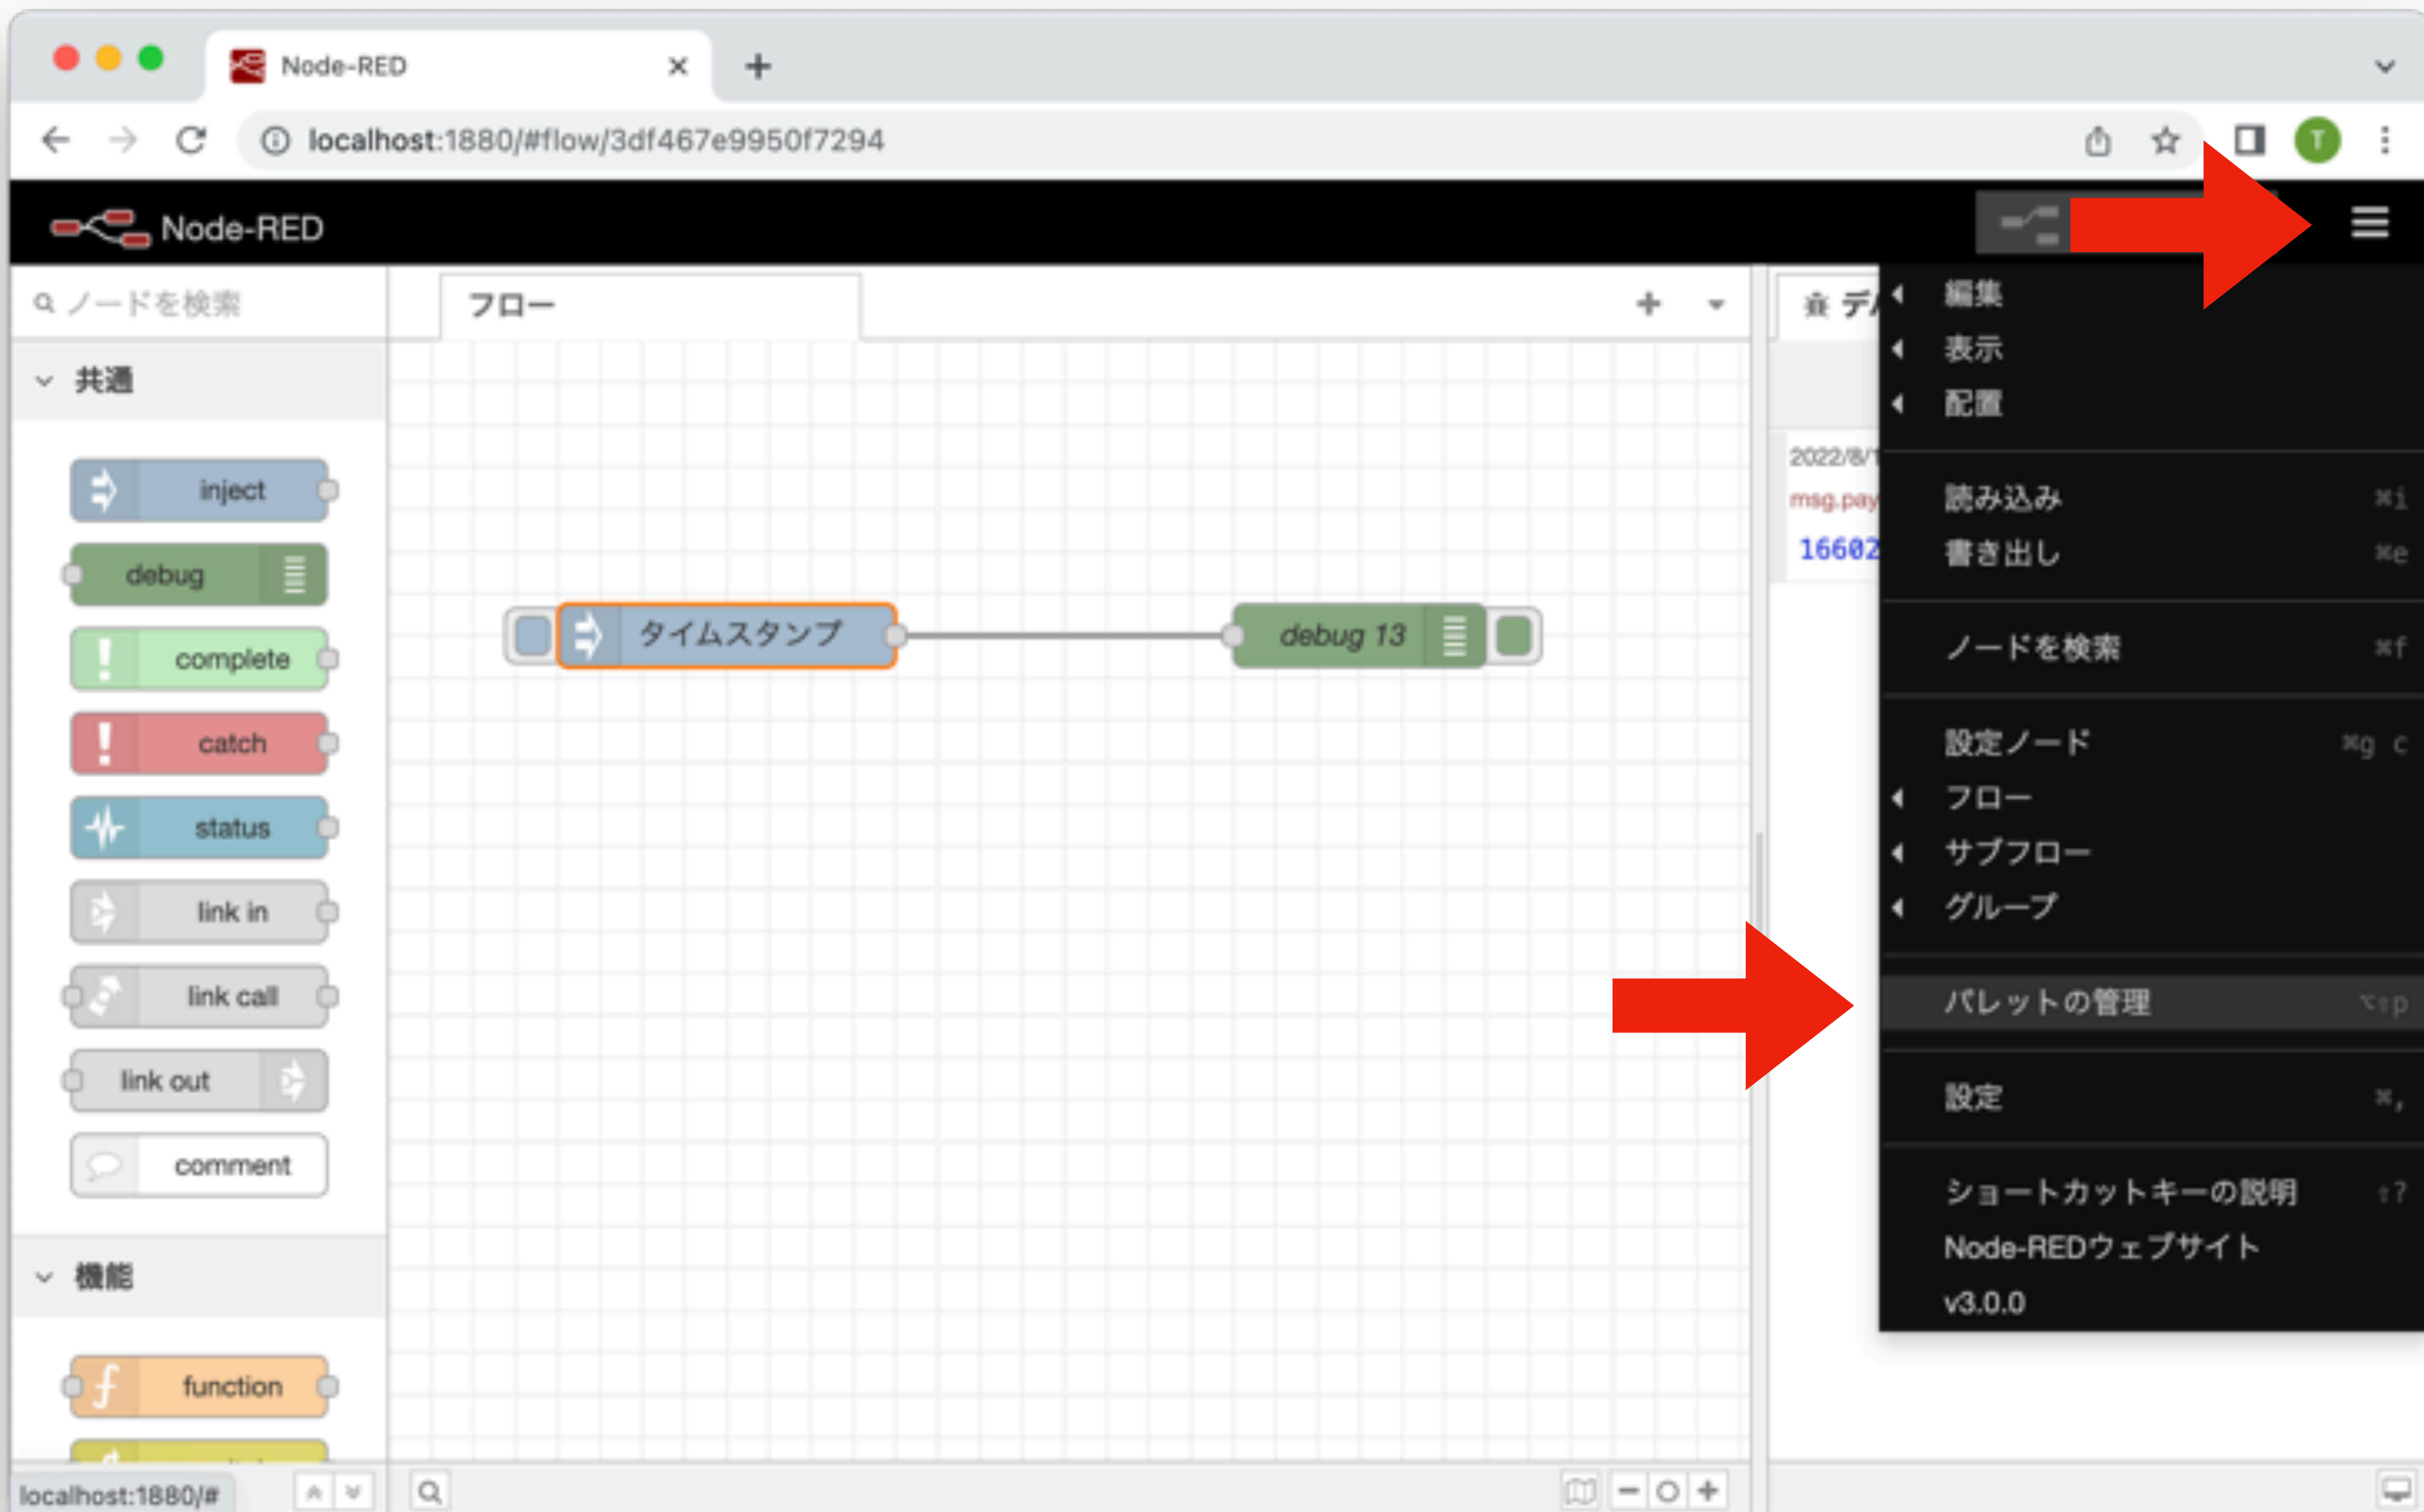 Node-RED
localhost:1880/#flow/3df467e9950f7294
T
Node-RED
ノードを検索
共通
inject
debug
complete
catch
status
link in
link call
link out
comment
機能
function
localhost:1880/#
フロー
タイムスタンプ
debug 13
デバ
2022/8/1
msg.pay
16602
編集
表示
配置
読み込み ⌘i
書き出し ⌘e
ノードを検索 ⌘f
設定ノード ⌘g c
フロー
サブフロー
グループ
パレットの管理 ⌥⇧p
設定 ⌘,
ショートカットキーの説明 ⇧?
Node-REDウェブサイト
v3.0.0